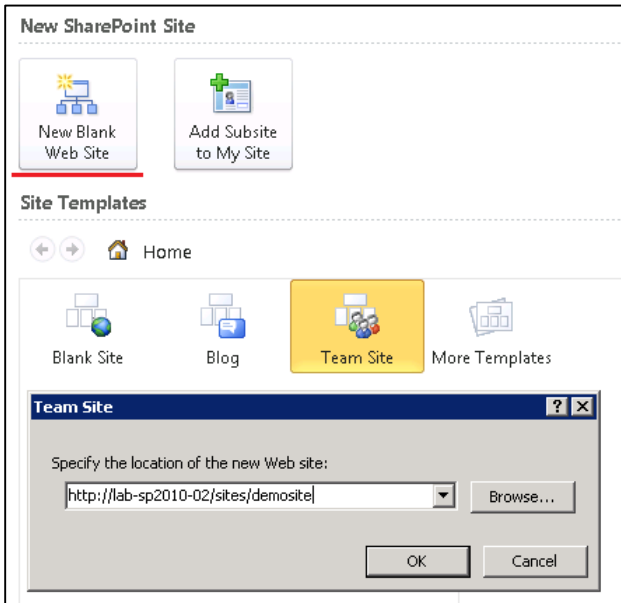 New SharePoint Site
New Blank
Web Site
Add Subsite
to My Site
Site Templates
Home
Blank Site
Blog
Team Site
More Templates
Team Site
Specify the location of the new Web site:
http://lab-sp2010-02/sites/demosite
Browse...
OK
Cancel